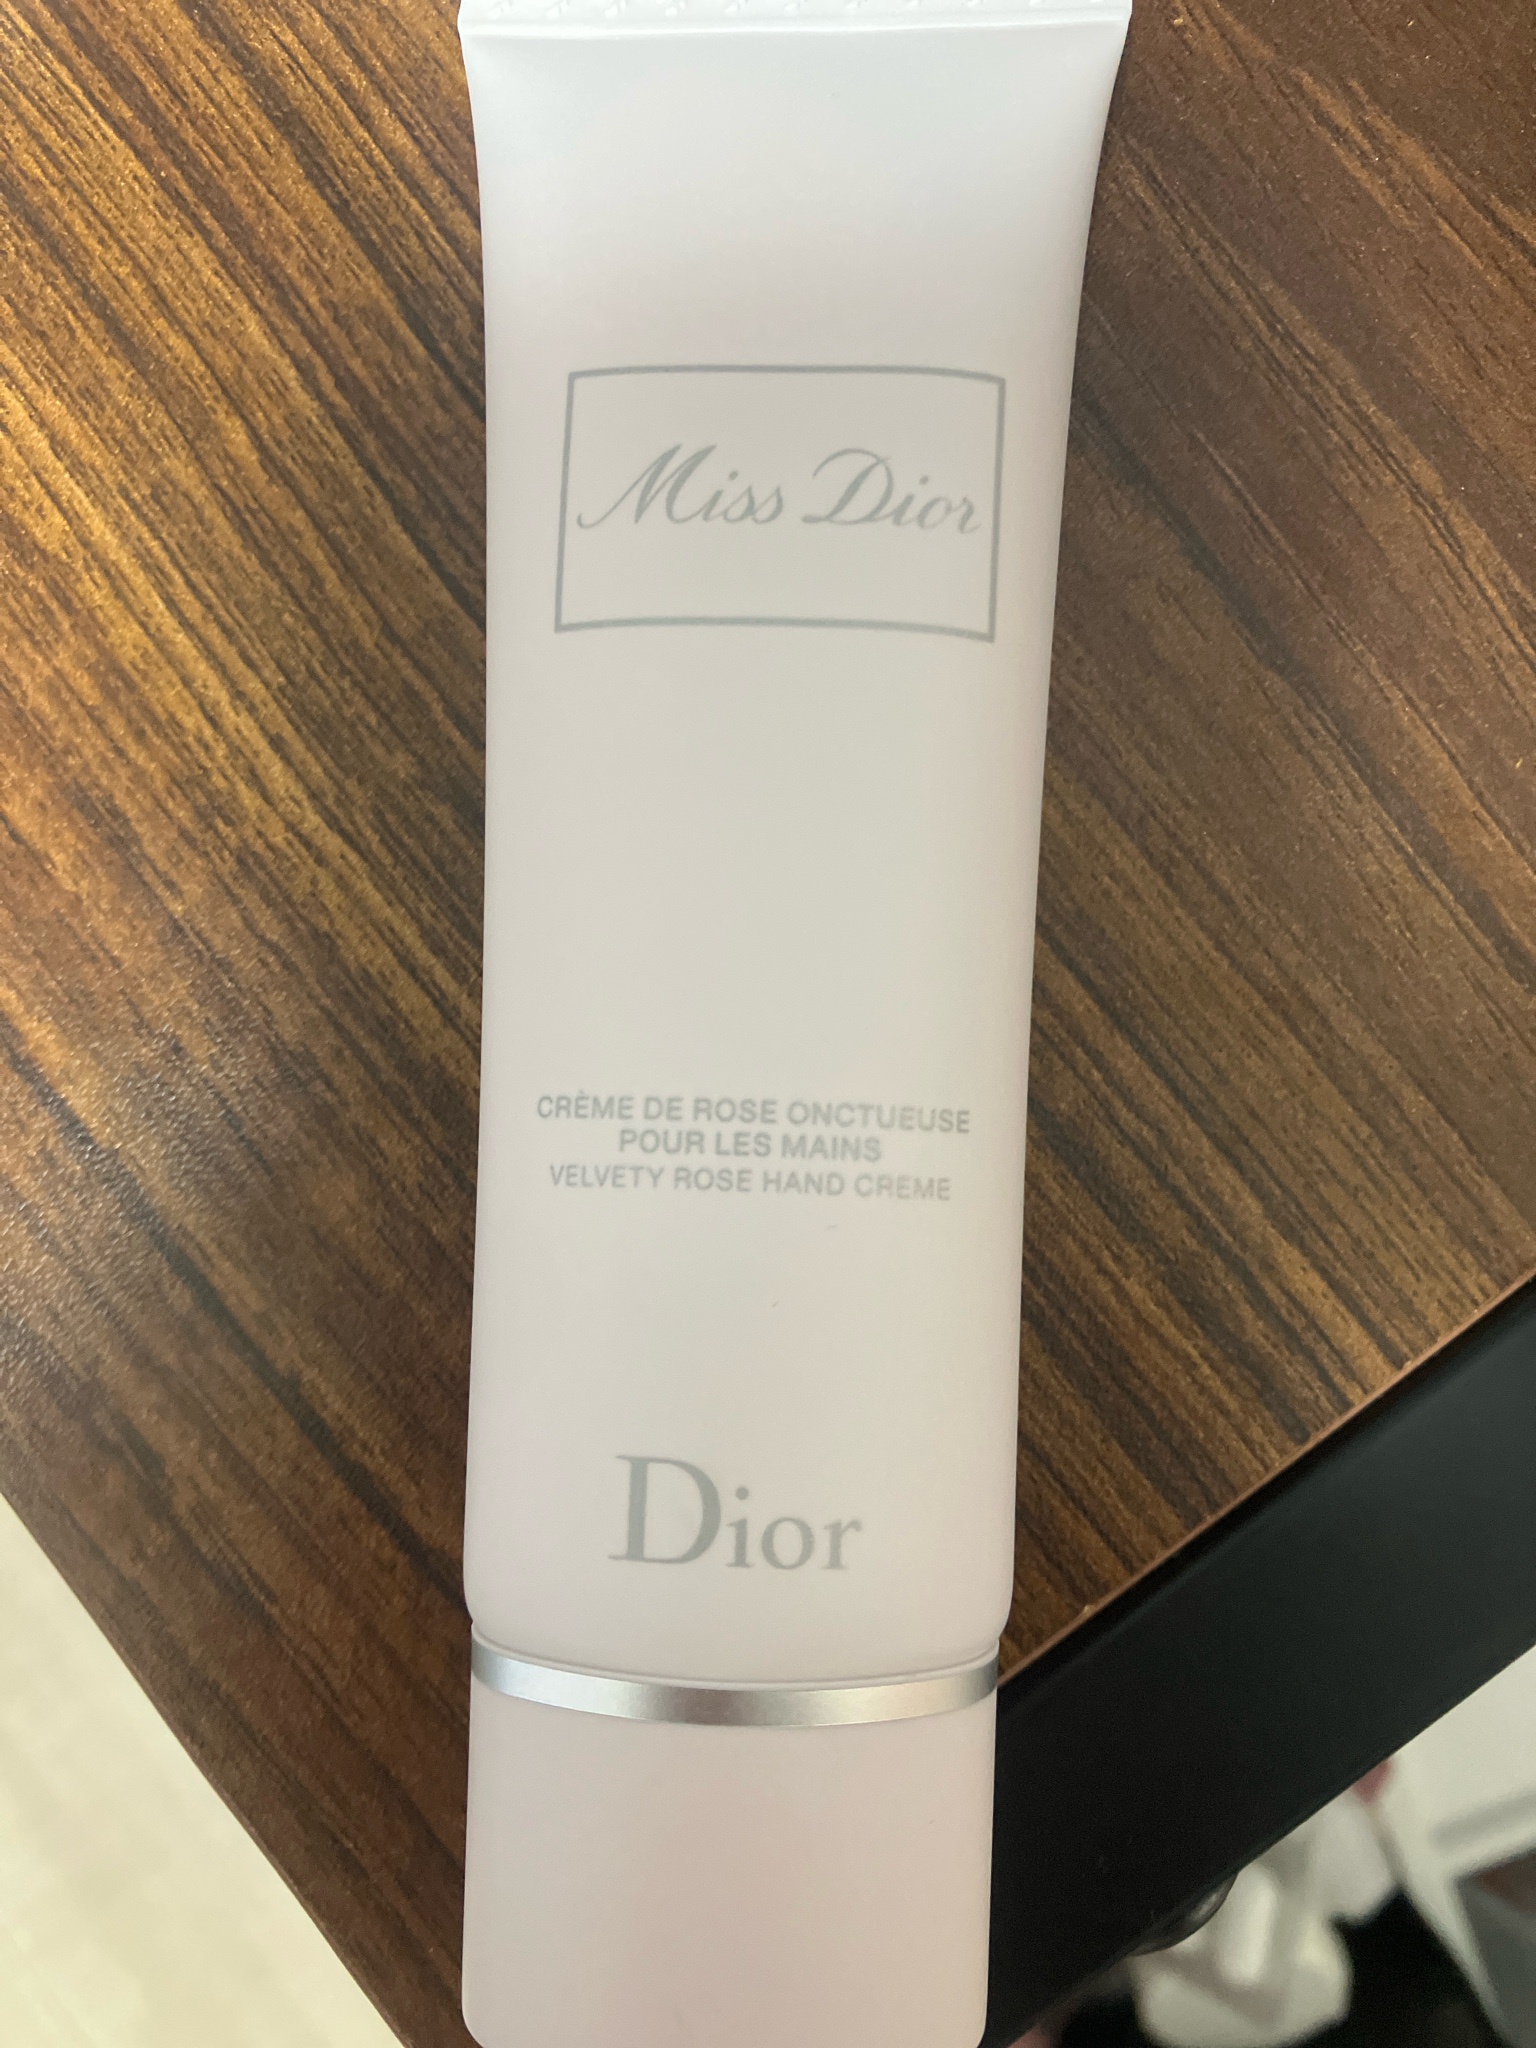 Miss Dior
CRÈME DE ROSE ONCTUEUSE
POUR LES MAINS
VELVETY ROSE HAND CREME
Dior